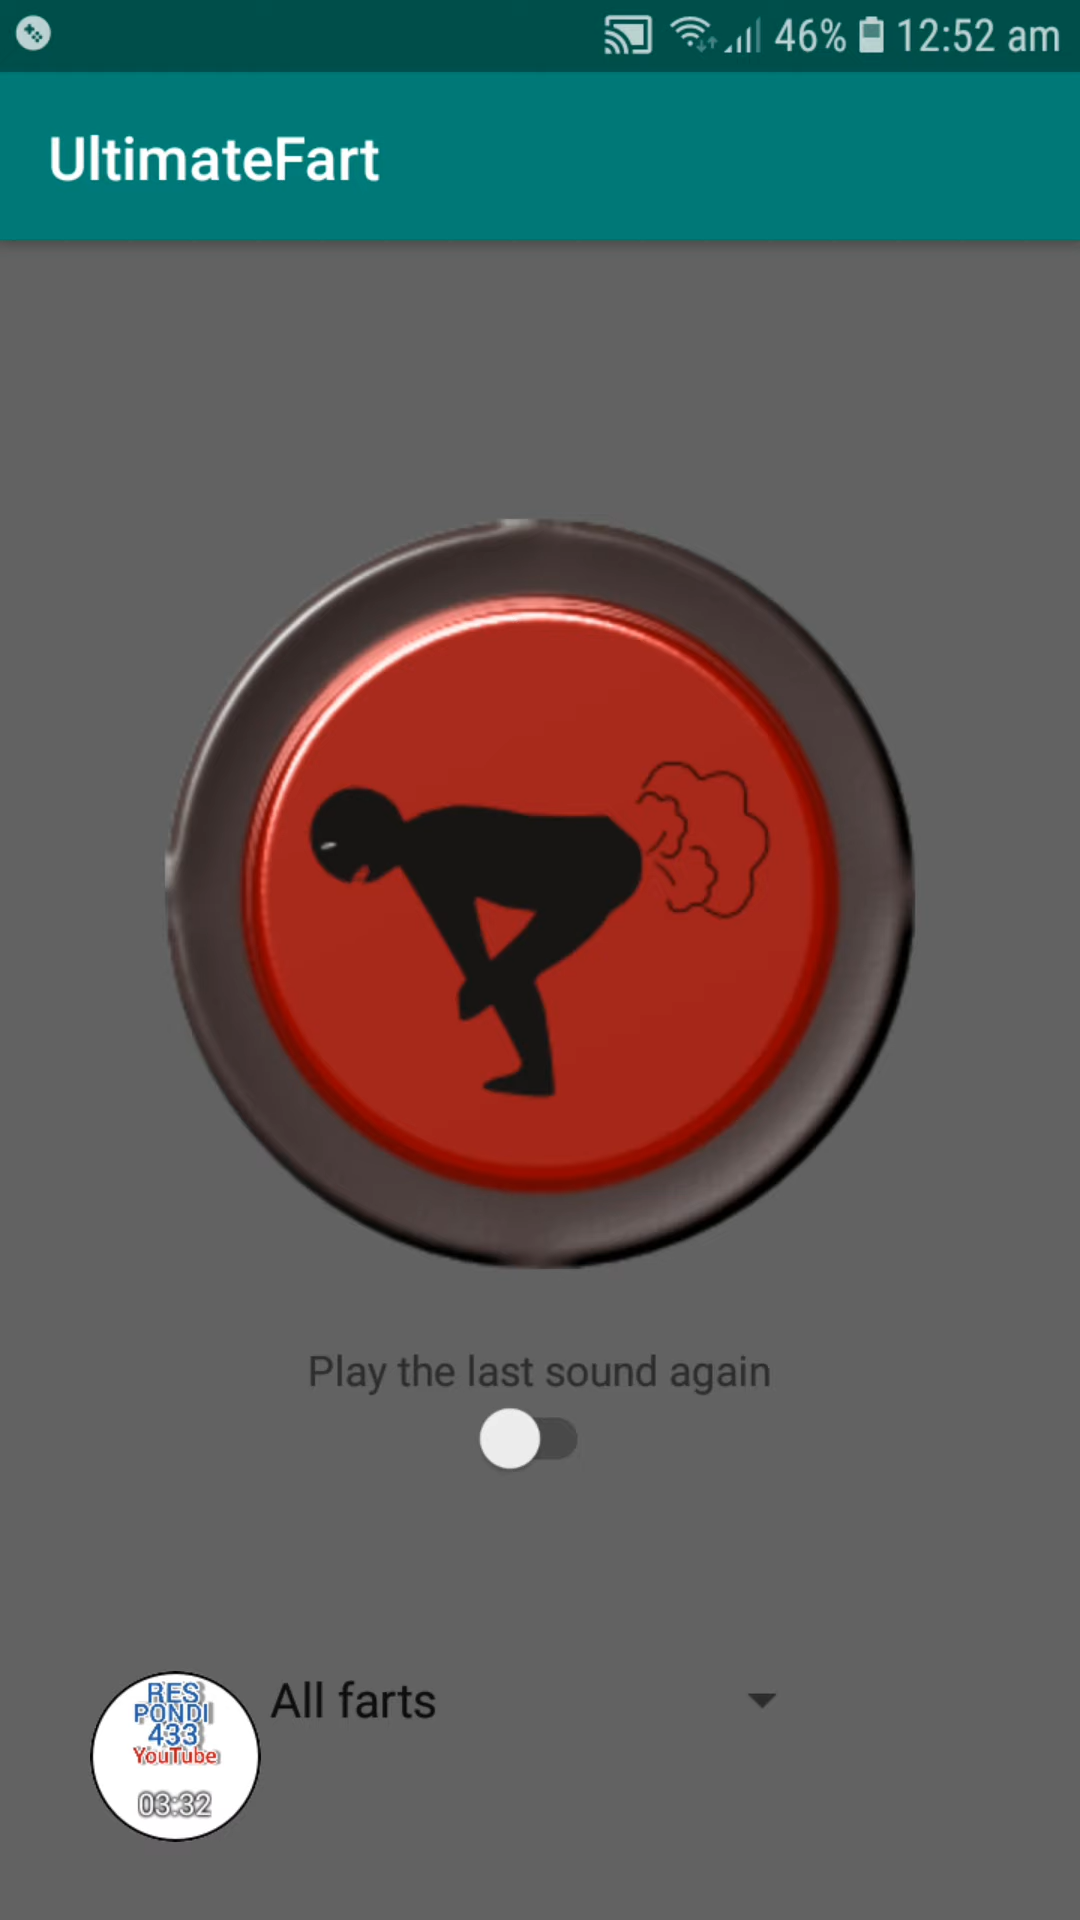 46% 12:52 am
UltimateFart
Play the last sound again
All farts
RES
PONDI
433
YouTube
03:32